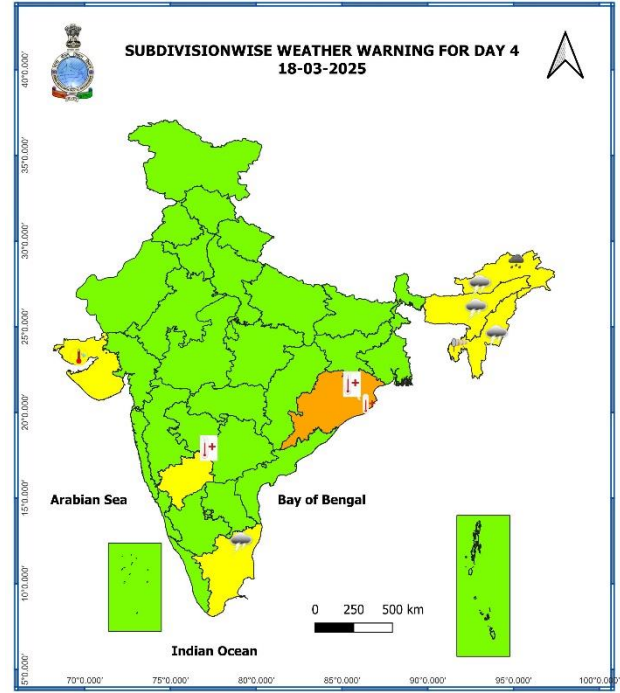 SUBDIVISIONWISE WEATHER WARNING FOR DAY 4
18-03-2025
40°0.000'
35°0.000'
30°0.000'
25°0.000'
20°0.000'
15°0.000'
10°0.000'
5°0.000'
Arabian Sea
Bay of Bengal
0 250 500 km
Indian Ocean
70°0.000' 75°0.000' 80°0.000' 85°0.000' 90°0.000' 95°0.000' 100°0.000'